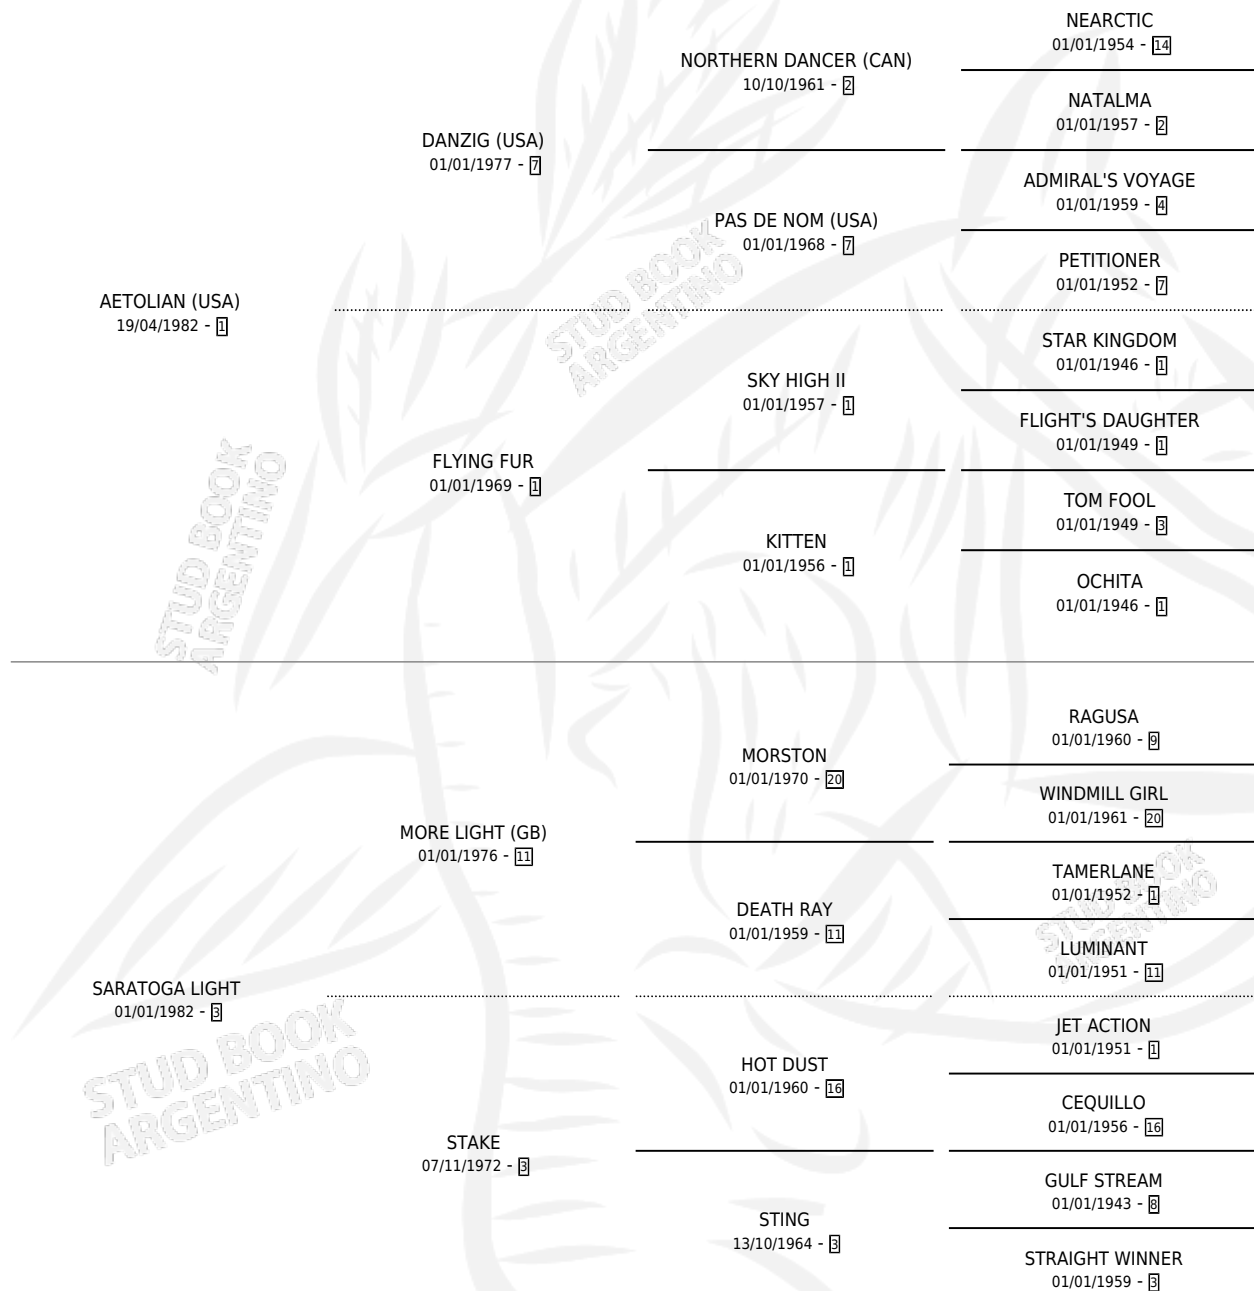 NEARCTIC
01/01/1954 - 14
NORTHERN DANCER (CAN)
10/10/1961 - 2
NATALMA
01/01/1957 - 2
DANZIG (USA)
01/01/1977 - 7
ADMIRAL'S VOYAGE
01/01/1959 - 4
PAS DE NOM (USA)
01/01/1968 - 7
PETITIONER
01/01/1952 - 7
AETOLIAN (USA)
19/04/1982 - 1
STUD BOOK
ARGENTINO
STAR KINGDOM
01/01/1946 - 1
SKY HIGH II
01/01/1957 - 1
FLIGHT'S DAUGHTER
01/01/1949 - 1
FLYING FUR
01/01/1969 - 1
TOM FOOL
01/01/1949 - 3
KITTEN
01/01/1956 - 1
OCHITA
01/01/1946 - 1
STUD BOOK
ARGENTINO
RAGUSA
01/01/1960 - 9
MORSTON
01/01/1970 - 20
WINDMILL GIRL
01/01/1961 - 20
MORE LIGHT (GB)
01/01/1976 - 11
TAMERLANE
01/01/1952 - 1
DEATH RAY
01/01/1959 - 11
LUMINANT
01/01/1951 - 11
STUD BOOK
ARGENTINO
SARATOGA LIGHT
01/01/1982 - 3
JET ACTION
01/01/1951 - 1
HOT DUST
01/01/1960 - 16
CEQUILLO
01/01/1956 - 16
STUD BOOK
ARGENTINO
STAKE
07/11/1972 - 3
GULF STREAM
01/01/1943 - 8
STING
13/10/1964 - 3
STRAIGHT WINNER
01/01/1959 - 3